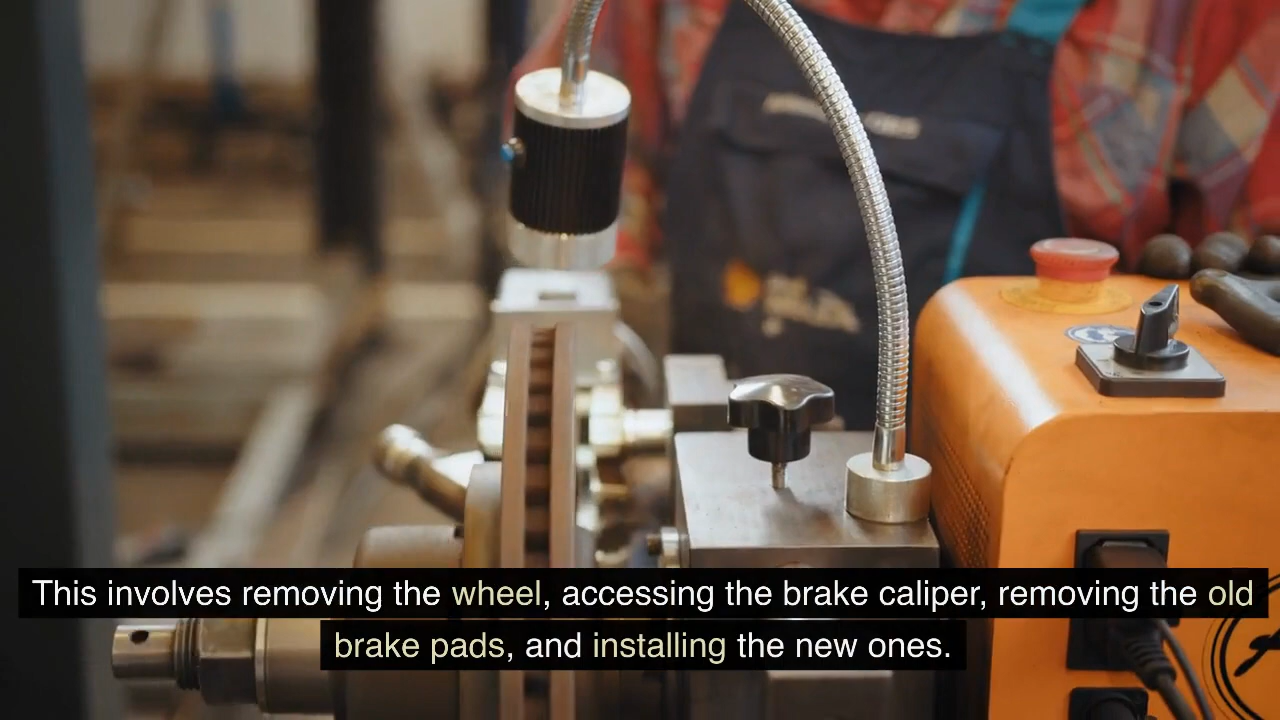 This involves removing the wheel, accessing the brake caliper, removing the old
brake pads, and installing the new ones.